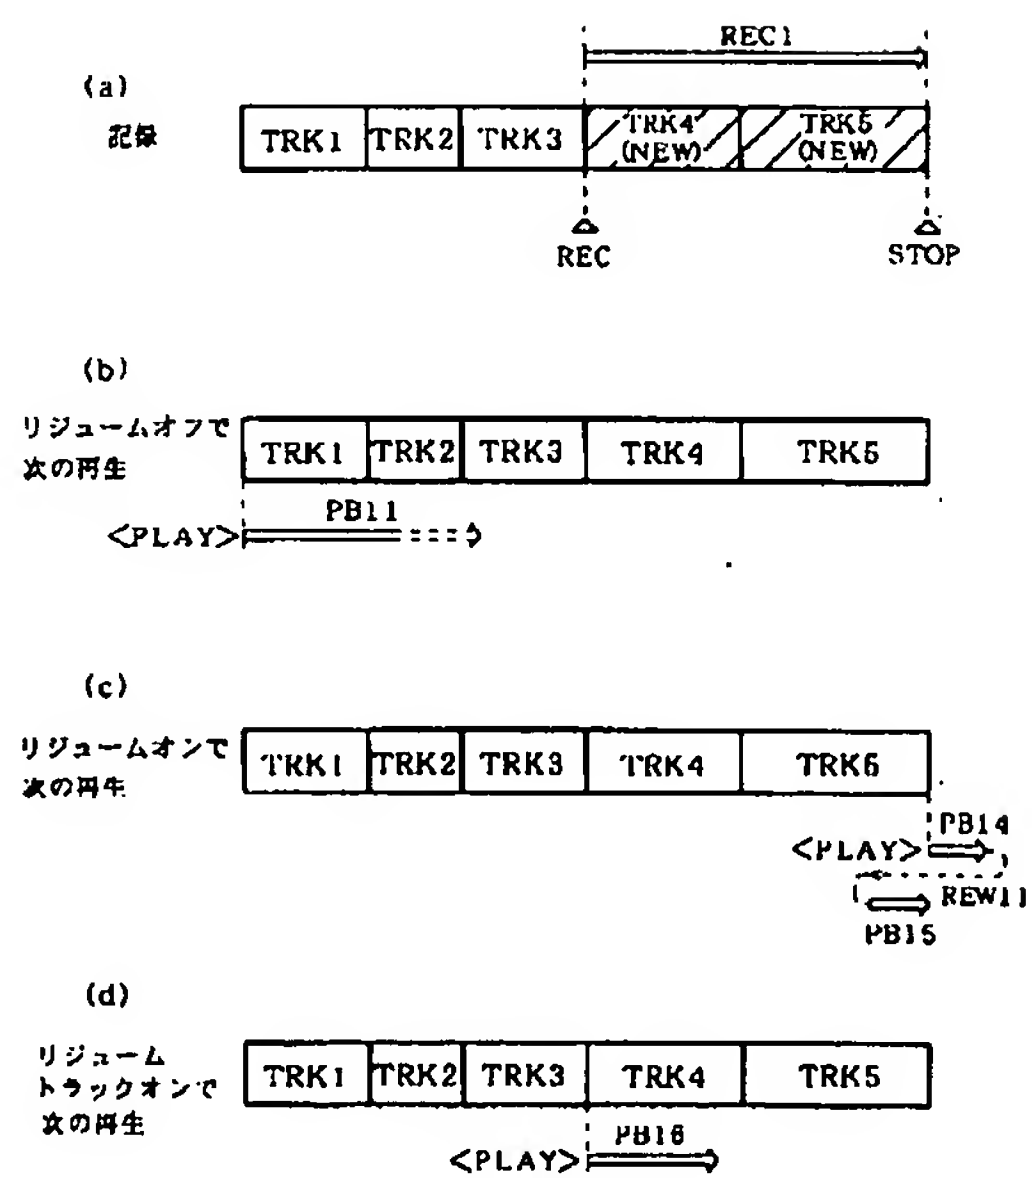 (a)
記録
REC1
TRK1 TRK2 TRK3 TRK4 TRK5
(NEW) (NEW)
REC STOP
(b)
リジュームオフで
次の再生
TRK1 TRK2 TRK3 TRK4 TRK5
<PLAY> PB11
(c)
リジュームオンで
次の再生
TRK1 TRK2 TRK3 TRK4 TRK5
<PLAY> PB14
REW11
PB15
(d)
リジューム
トラックオンで
次の再生
TRK1 TRK2 TRK3 TRK4 TRK5
<PLAY> PB16